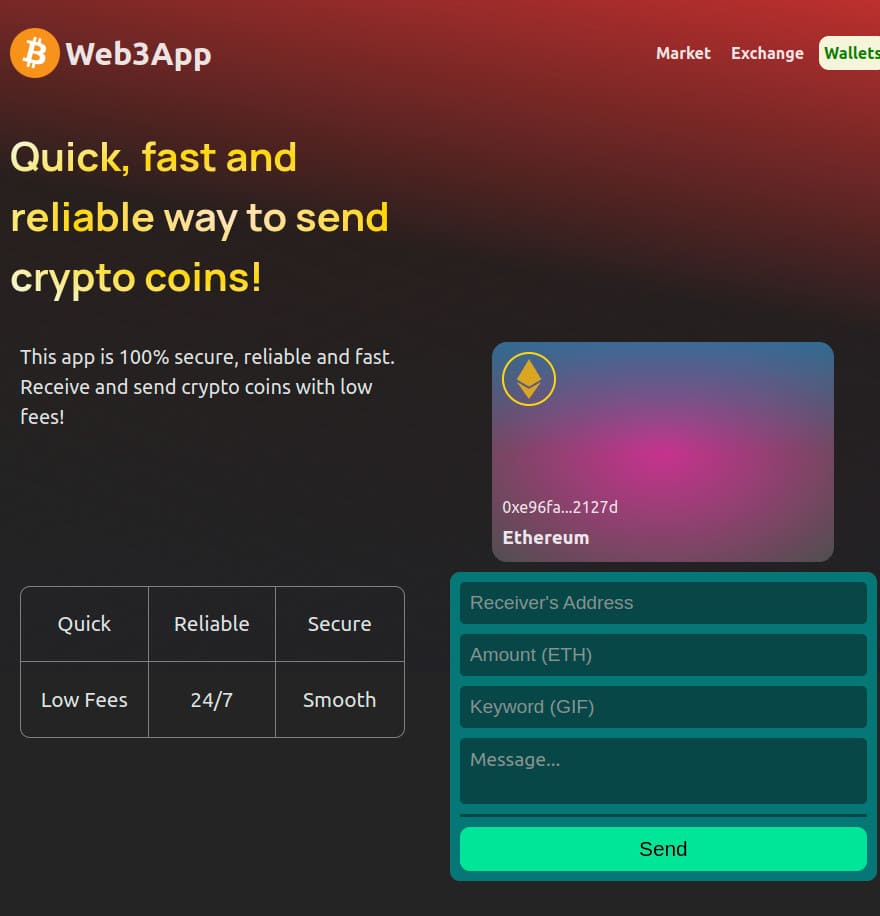 Web3App
Market Exchange Wallets
Quick, fast and
reliable way to send
crypto coins!
This app is 100% secure, reliable and fast.
Receive and send crypto coins with low
fees!
0xe96fa...2127d
Ethereum
Quick Reliable Secure
Low Fees 24/7 Smooth
Receiver's Address
Amount (ETH)
Keyword (GIF)
Message...
Send